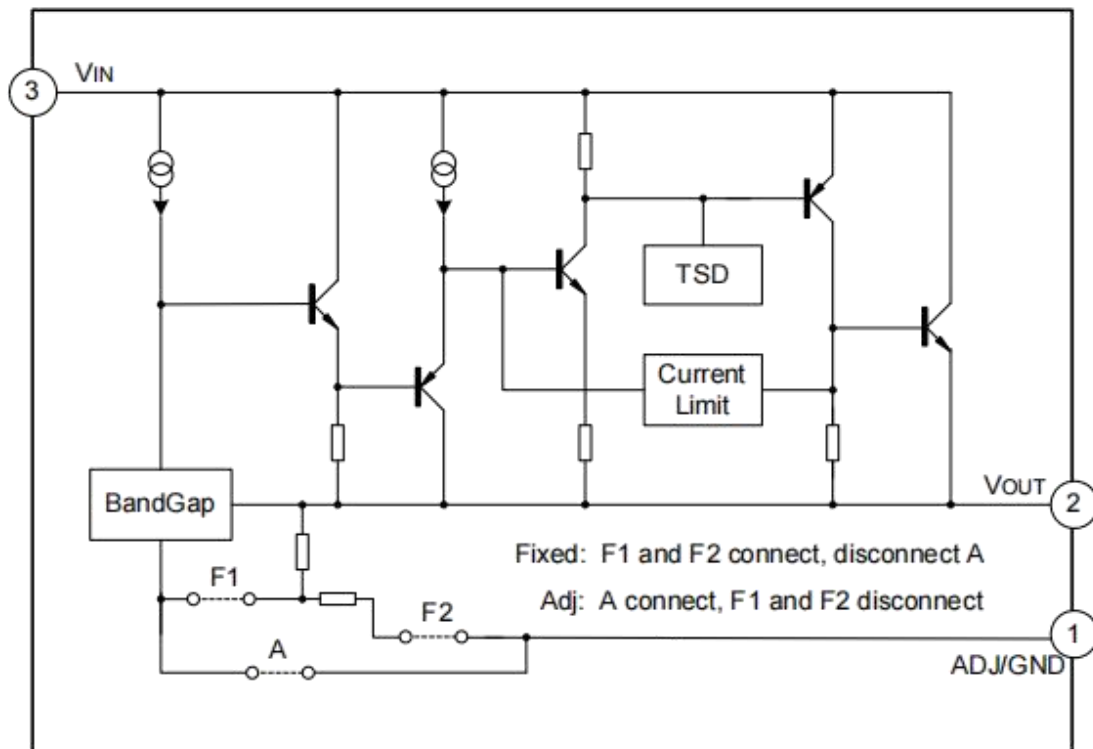 3
VIN
TSD
Current
Limit
BandGap
VOUT
2
Fixed: F1 and F2 connect, disconnect A
F1
Adj: A connect, F1 and F2 disconnect
F2
1
A
ADJ/GND